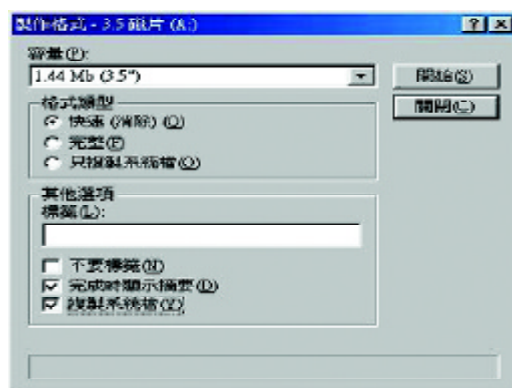 製作格式 - 3.5 磁片 (A:)
容量(P):
1.44 Mb (3.5")
開始(S)
關閉(C)
格式類型
快速 (消除) (Q)
完整(F)
只複製系統檔(O)
其他選項
標籤(L):
不要標籤(N)
完成時顯示摘要(D)
複製系統檔(Y)